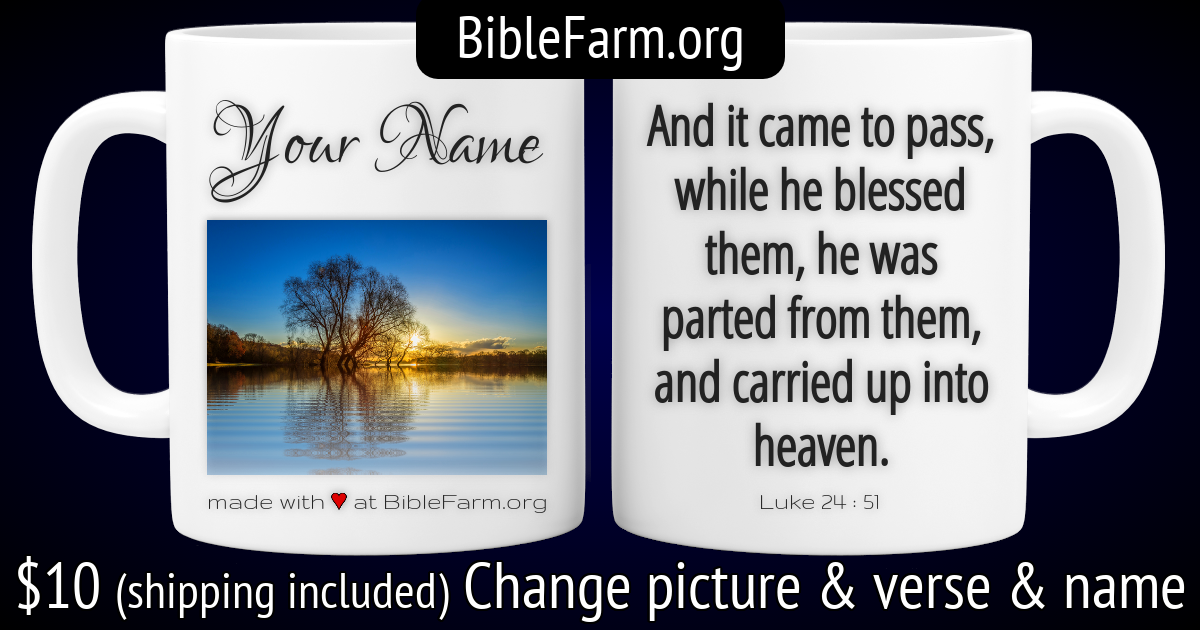 BibleFarm.org
Your Name
made with ♥ at BibleFarm.org
And it came to pass,
while he blessed
them, he was
parted from them,
and carried up into
heaven.
Luke 24 : 51
$10 (shipping included) Change picture & verse & name